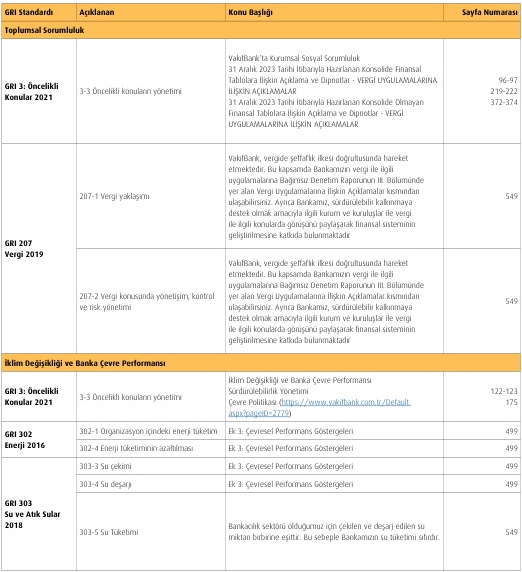 GRI Standardı Açıklanan Konu Başlığı Sayfa Numarası
Toplumsal Sorumluluk
GRI 3: Öncelikli
Konular 2021
3-3 Öncelikli konuların yönetimi
VakıfBank'ta Kurumsal Sosyal Sorumluluk
31 Aralık 2023 Tarihi İtibarıyla Hazırlanan Konsolide Finansal
Tablolara İlişkin Açıklama ve Dipnotlar - VERGİ UYGULAMALARINA
İLİŞKİN AÇIKLAMALAR
31 Aralık 2023 Tarihi İtibarıyla Hazırlanan Konsolide Olmayan
Finansal Tablolara İlişkin Açıklama ve Dipnotlar - VERGİ
UYGULAMALARINA İLİŞKİN AÇIKLAMALAR
96-97
219-222
372-374
GRI 207
Vergi 2019
207-1 Vergi yaklaşımı
VakıfBank, vergide şeffaflık ilkesi doğrultusunda hareket
etmektedir. Bu kapsamda Bankamızın vergi ile ilgili
uygulamalarına Bağımsız Denetim Raporunun III. Bölümünde
yer alan Vergi Uygulamalarına İlişkin Açıklamalar kısmından
ulaşabilirsiniz. Ayrıca Bankamız, sürdürülebilir kalkınmaya
destek olmak amacıyla ilgili kurum ve kuruluşlar ile vergi
ile ilgili konularda görüşünü paylaşarak finansal sisteminin
geliştirilmesine katkıda bulunmaktadır
549
207-2 Vergi konusunda yönetişim, kontrol
ve risk yönetimi
VakıfBank, vergide şeffaflık ilkesi doğrultusunda hareket
etmektedir. Bu kapsamda Bankamızın vergi ile ilgili
uygulamalarına Bağımsız Denetim Raporunun III. Bölümünde
yer alan Vergi Uygulamalarına İlişkin Açıklamalar kısmından
ulaşabilirsiniz. Ayrıca Bankamız, sürdürülebilir kalkınmaya
destek olmak amacıyla ilgili kurum ve kuruluşlar ile vergi
ile ilgili konularda görüşünü paylaşarak finansal sisteminin
geliştirilmesine katkıda bulunmaktadır
549
İklim Değişikliği ve Banka Çevre Performansı
GRI 3: Öncelikli
Konular 2021
3-3 Öncelikli konuların yönetimi
İklim Değişikliği ve Banka Çevre Performansı
Sürdürülebilirlik Yönetimi
Çevre Politikası (https://www.vakifbank.com.tr/Default.
aspx?pageID=2779)
122-123
175
GRI 302
Enerji 2016
302-1 Organizasyon içindeki enerji tüketim Ek 3: Çevresel Performans Göstergeleri 499
302-4 Enerji tüketiminin azaltılması Ek 3: Çevresel Performans Göstergeleri 499
GRI 303
Su ve Atık Sular
2018
303-3 Su çekimi Ek 3: Çevresel Performans Göstergeleri 499
303-4 Su deşarjı Ek 3: Çevresel Performans Göstergeleri 499
303-5 Su Tüketimi
Bankacılık sektörü olduğumuz için çekilen ve deşarj edilen su
miktarı birbirine eşittir. Bu sebeple Bankamızın su tüketimi sıfırdır.
549